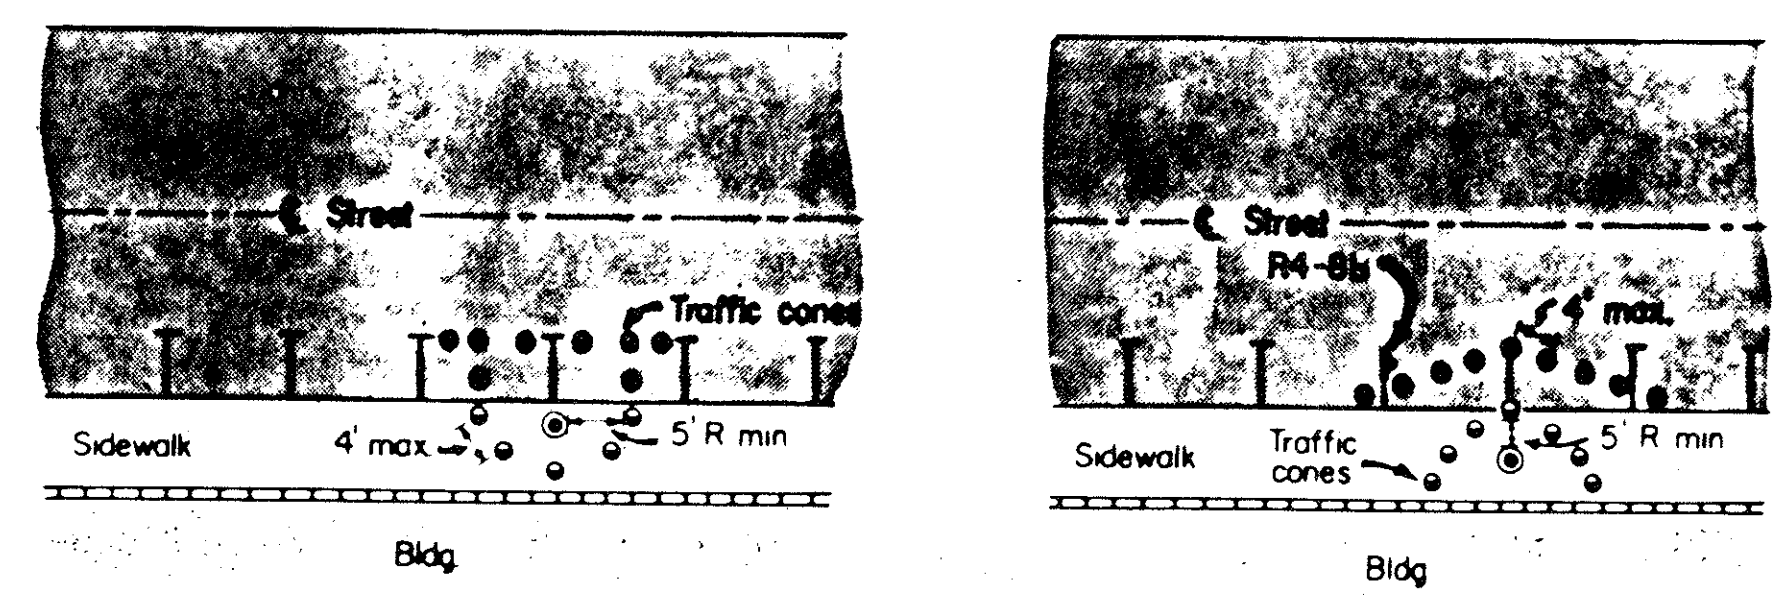 ℄ Street
Traffic cones
Sidewalk
4' max
5' R min
Bldg
℄ Street
R4-8b
4' max.
Sidewalk
Traffic
cones
5' R min
Bldg